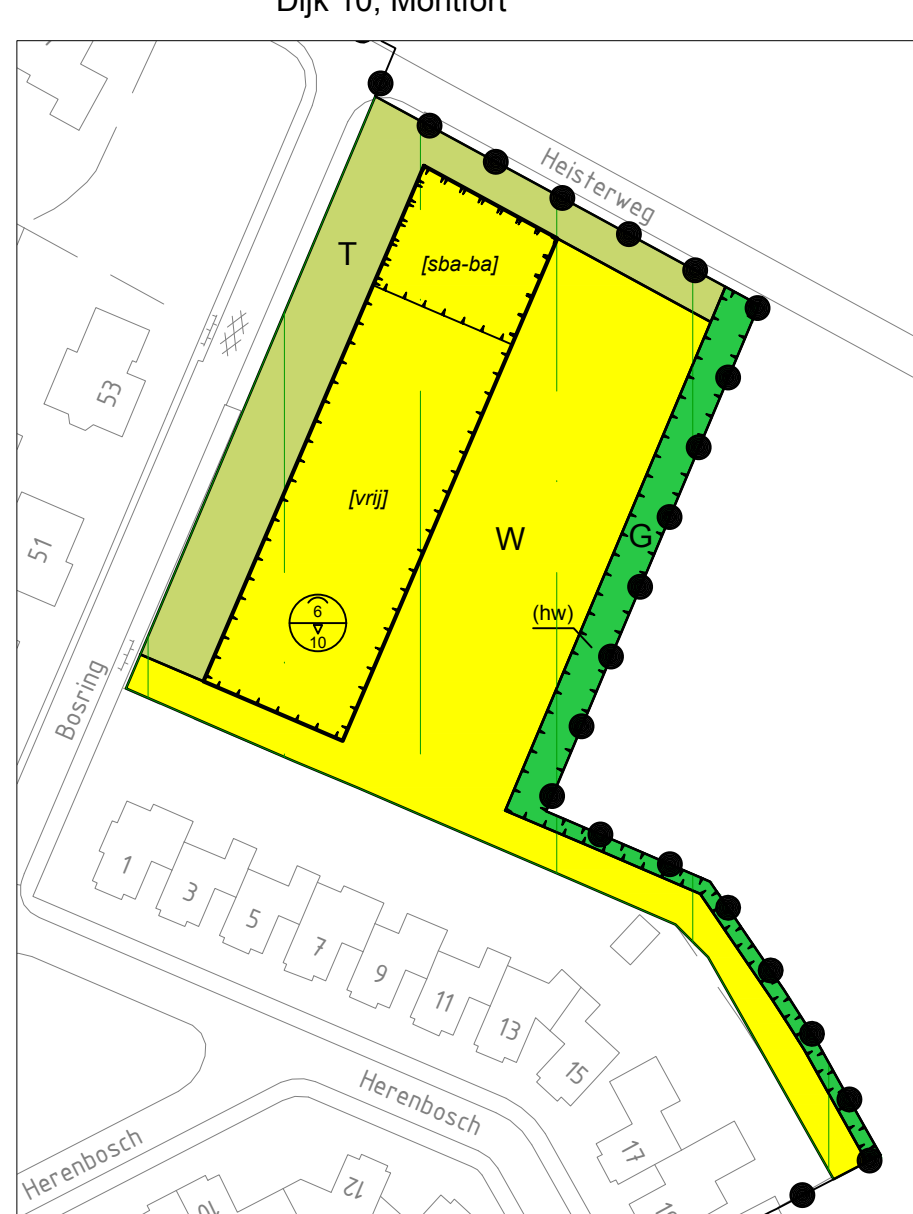 Dijk 10, Montfort
Heisterweg
T
[sba-ba]
53
[vrij]
W
G
51
6
10
(hw)
Bosring
1
3
5
7
9
11
13
15
Herenbosch
17
Herenbosch
12